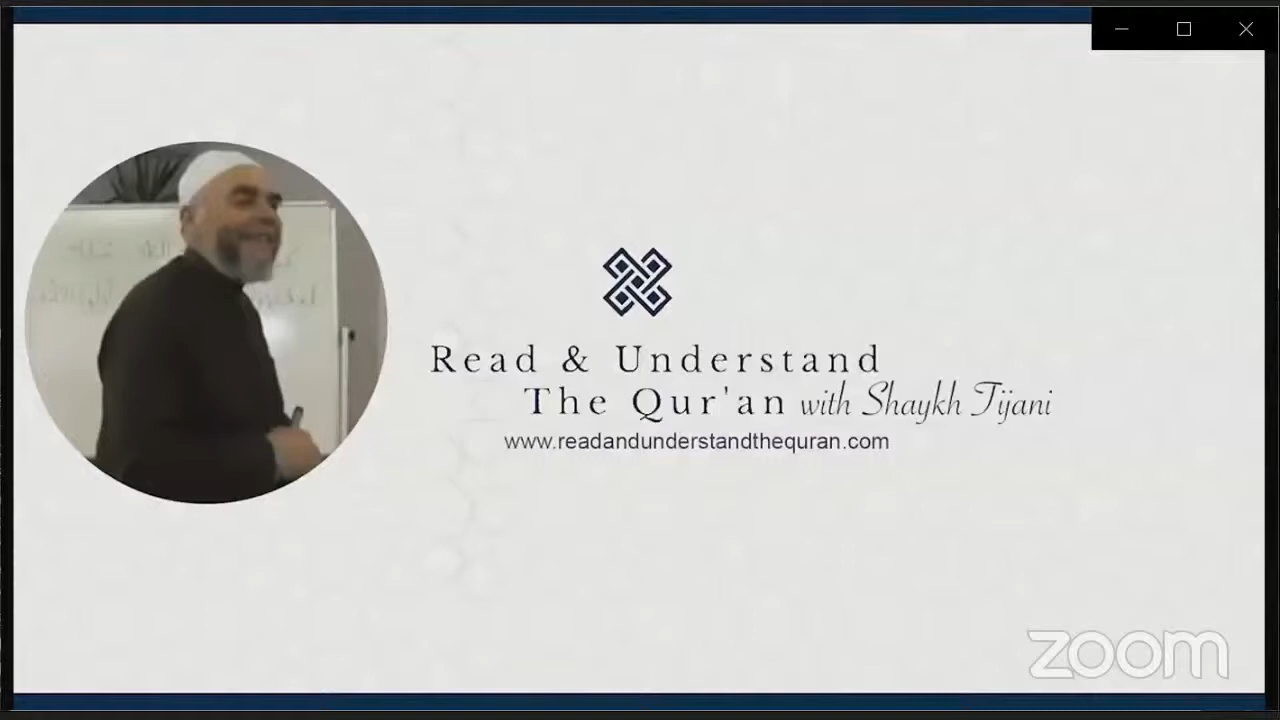 Read & Understand
The Qur'an with Shaykh Tijani
www.readandunderstandthequran.com
zoom